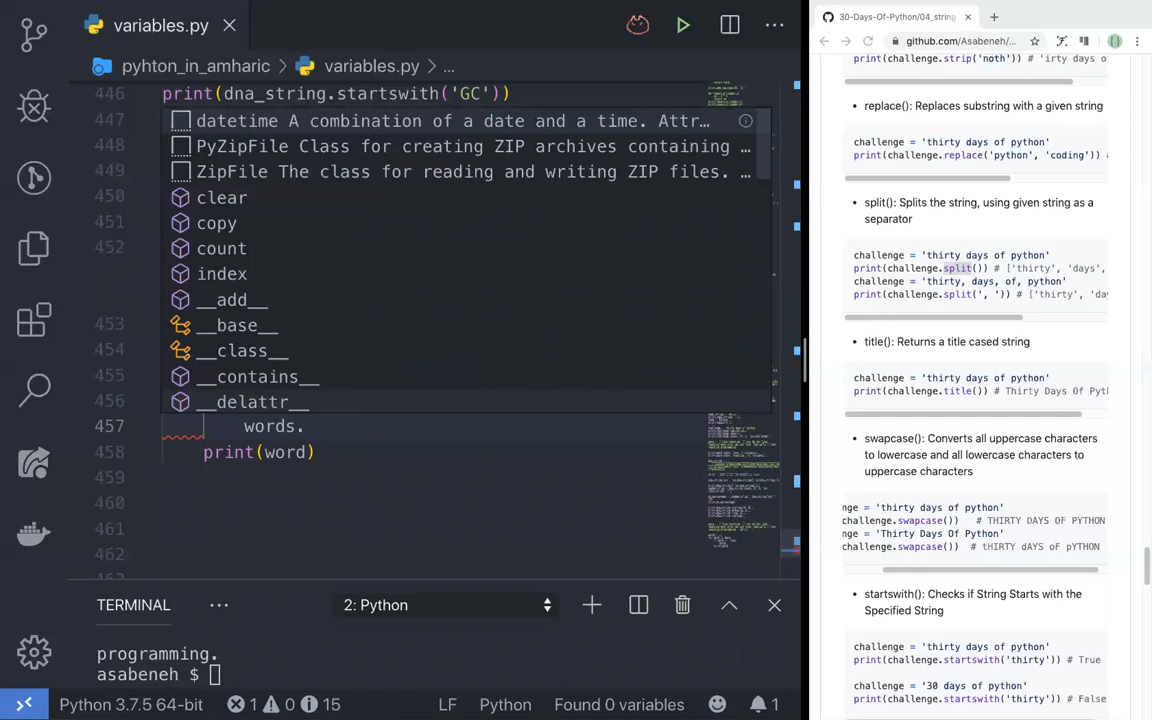 variables.py
pyhton_in_amharic > variables.py > ...
446 print(dna_string.startswith('GC'))
447 datetime A combination of a date and a time. Attr...
448 PyZipFile Class for creating ZIP archives containing ...
449 ZipFile The class for reading and writing ZIP files. ...
450 clear
451 copy
452 count
index
__add__
453 __base__
454 __class__
455 __contains__
456 __delattr__
457 words.
458 print(word)
459
460
461
462
TERMINAL ... 2: Python
programming.
asabeneh $
Python 3.7.5 64-bit 1 0 15 LF Python Found 0 variables 1
30-Days-Of-Python/04_string
github.com/Asabeneh/...
print(challenge.strip('noth')) # 'irty days o
• replace(): Replaces substring with a given string
challenge = 'thirty days of python'
print(challenge.replace('python', 'coding')) #
• split(): Splits the string, using given string as a
separator
challenge = 'thirty days of python'
print(challenge.split()) # ['thirty', 'days',
challenge = 'thirty, days, of, python'
print(challenge.split(', ')) # ['thirty', 'day
• title(): Returns a title cased string
challenge = 'thirty days of python'
print(challenge.title()) # Thirty Days Of Pyth
• swapcase(): Converts all uppercase characters
to lowercase and all lowercase characters to
uppercase characters
nge = 'thirty days of python'
challenge.swapcase()) # THIRTY DAYS OF PYTHON
nge = 'Thirty Days Of Python'
challenge.swapcase()) # tHIRTY dAYS oF pYTHON
• startswith(): Checks if String Starts with the
Specified String
challenge = 'thirty days of python'
print(challenge.startswith('thirty')) # True
challenge = '30 days of python'
print(challenge.startswith('thirty')) # False